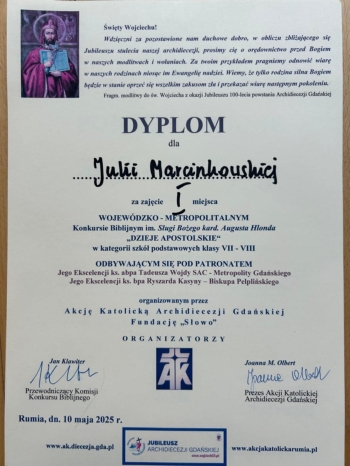 Święty Wojciechu!
Wdzięczni za pozostawione nam duchowe dobro, w obliczu zbliżającego się
Jubileuszu stulecia naszej archidiecezji, prosimy cię o orędownictwo przed Bogiem
w naszych modlitwach i wołaniach. Za twoim przykładem pragniemy odnowić wiarę
w naszych rodzinach niosąc im Ewangelię nadziei. Wiemy, że tylko rodzina silna Bogiem
będzie w stanie oprzeć się wszelkim zakusom zła i przekazać wiarę następnym pokoleniu.
Fragm. modlitwy do św. Wojciecha z okazji Jubileuszu 100-lecia powstania Archidiecezji Gdańskiej
DYPLOM
dla
Julii Marcinkowskiej
za zajęcie I miejsca
WOJEWÓDZKO - METROPOLITALNYM
Konkursie Biblijnym im. Sługi Bożego kard. Augusta Hlonda
„DZIEJE APOSTOLSKIE”
w kategorii szkół podstawowych klasy VII - VIII
ODBYWAJĄCYM SIĘ POD PATRONATEM
Jego Ekscelencji ks. abpa Tadeusza Wojdy SAC - Metropolity Gdańskiego
Jego Ekscelencji ks. bpa Ryszarda Kasyny – Biskupa Pelplińskiego
organizowanym przez
Akcję Katolicką Archidiecezji Gdańskiej
Fundację „Słowo”
ORGANIZATORZY
Jan Klawiter
Przewodniczący Komisji
Konkursu Biblijnego
AK
Joanna M. Olbert
Joanna Olbert
Prezes Akcji Katolickiej
Archidiecezji Gdańskiej
Rumia, dn. 10 maja 2025 r.
www.ak.diecezja.gda.pl
JUBILEUSZ
ARCHIDIECEZJI GDAŃSKIEJ
www.akcjakatolickarumia.pl